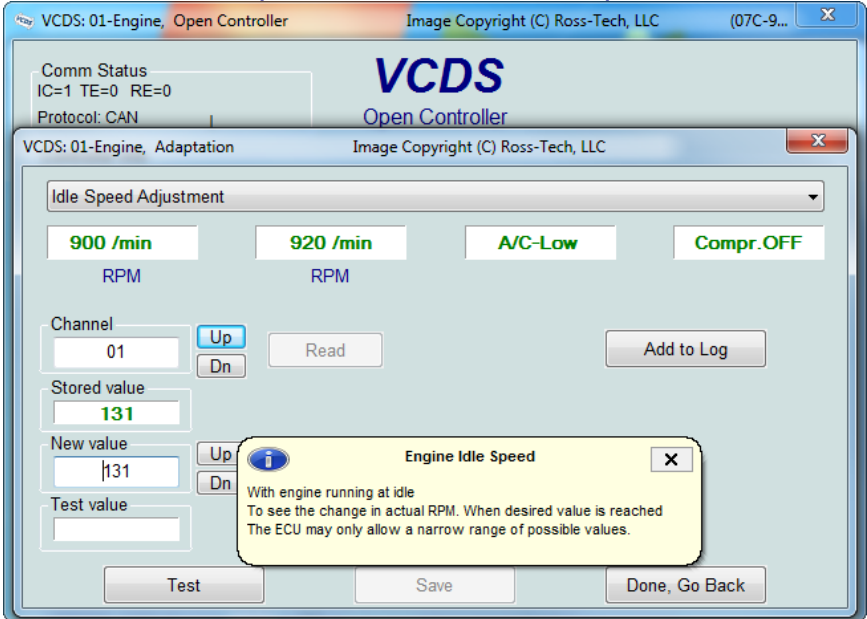 VCDS: 01-Engine, Open Controller Image Copyright (C) Ross-Tech, LLC (07C-9...
Comm Status
IC=1 TE=0 RE=0
Protocol: CAN
VCDS
Open Controller
VCDS: 01-Engine, Adaptation Image Copyright (C) Ross-Tech, LLC
Idle Speed Adjustment
900 /min 920 /min A/C-Low Compr.OFF
RPM RPM
Channel
01
Up
Dn
Read
Add to Log
Stored value
131
New value
131
Up
Dn
Test value
Engine Idle Speed
With engine running at idle
To see the change in actual RPM. When desired value is reached
The ECU may only allow a narrow range of possible values.
Test Save Done, Go Back